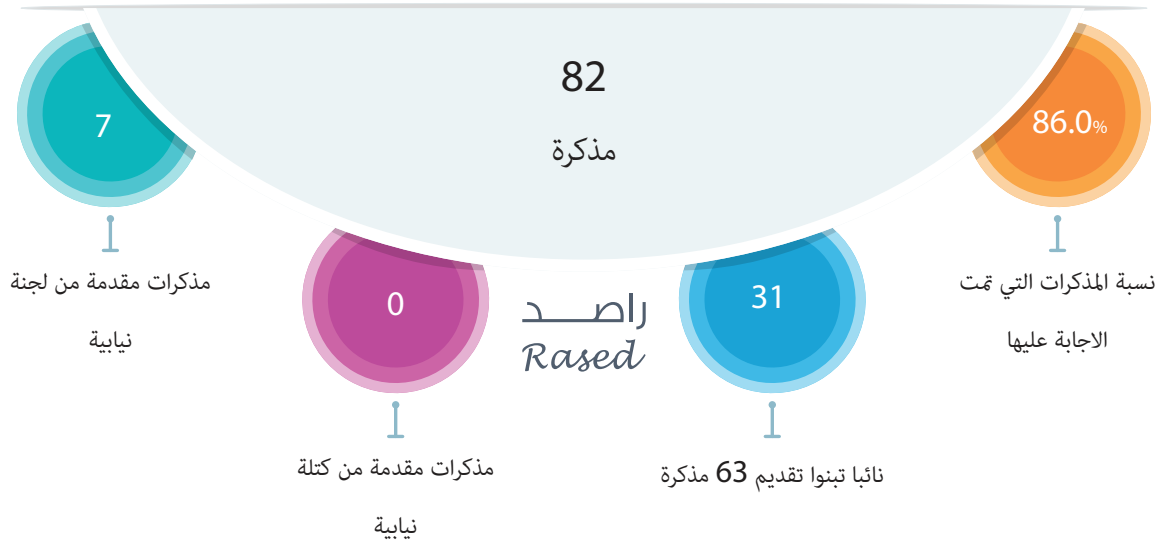 82
مذكرة
86.0%
نسبة المذكرات التي تمت
الاجابة عليها
31
نائبا تبنوا تقديم 63 مذكرة
راصد
Rased
0
مذكرات مقدمة من كتلة
نيابية
7
مذكرات مقدمة من لجنة
نيابية